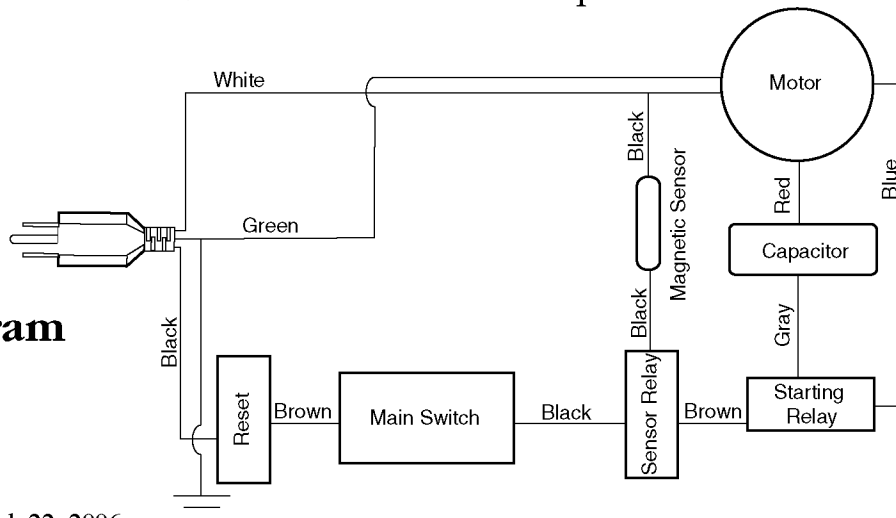 White
Motor
Black
Magnetic Sensor
Red
Blue
Green
Capacitor
Black
Gray
Black
Reset
Brown
Main Switch
Black
Sensor Relay
Brown
Starting
Relay